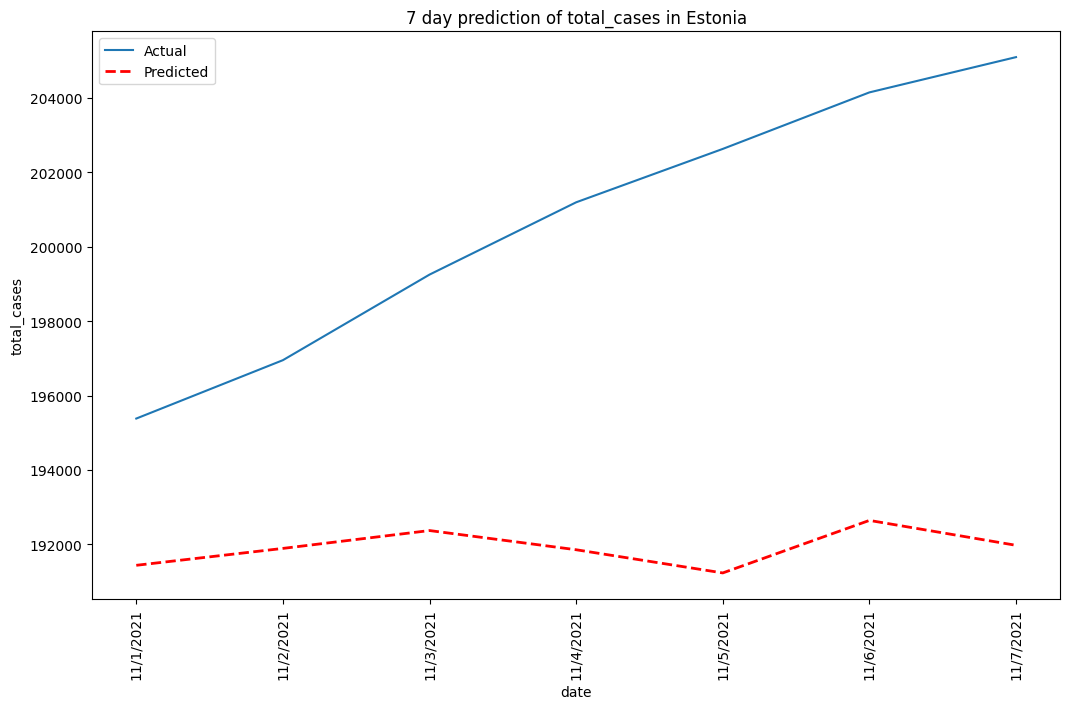 7 day prediction of total_cases in Estonia
Actual
Predicted
total_cases
204000
202000
200000
198000
196000
194000
192000
11/1/2021
11/2/2021
11/3/2021
11/4/2021
11/5/2021
11/6/2021
11/7/2021
date